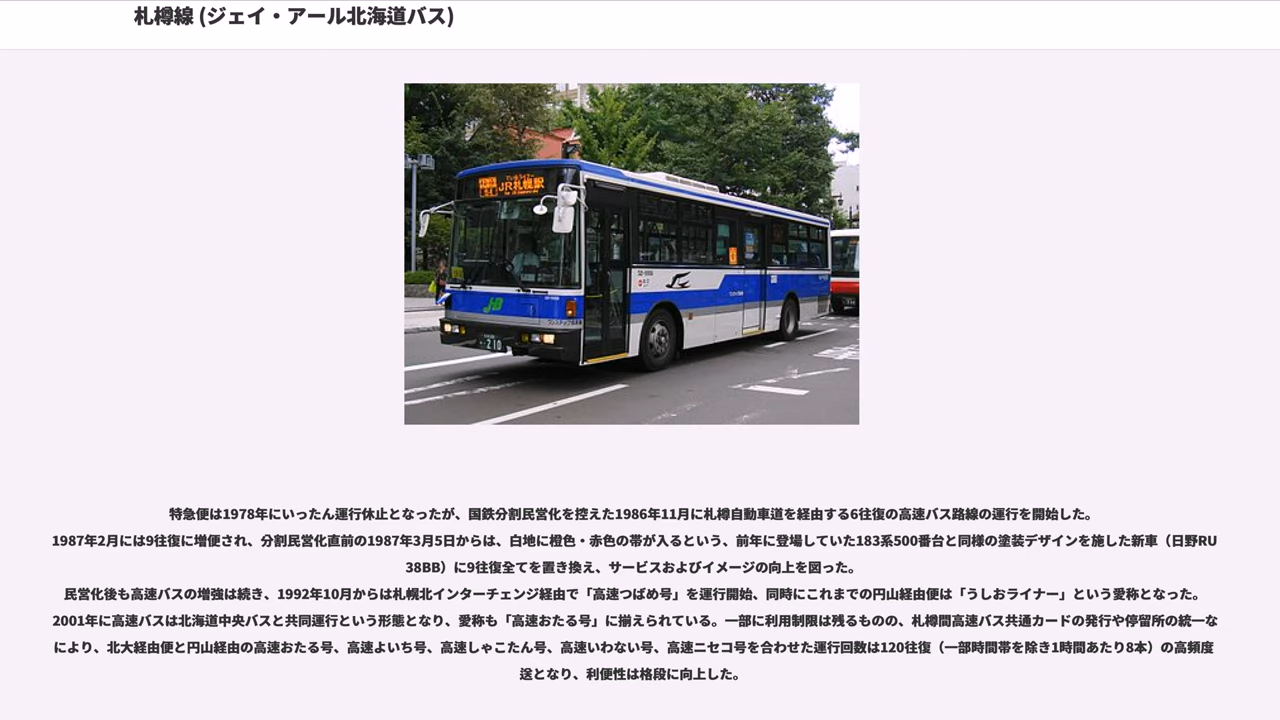 札樽線 (ジェイ・アール北海道バス)
JR札幌駅
JB
210
特急便は1978年にいったん運行休止となったが、国鉄分割民営化を控えた1986年11月に札樽自動車道を経由する6往復の高速バス路線の運行を開始した。
1987年2月には9往復に増便され、分割民営化直前の1987年3月5日からは、白地に橙色・赤色の帯が入るという、前年に登場していた183系500番台と同様の塗装デザインを施した新車（日野RU
38BB）に9往復全てを置き換え、サービスおよびイメージの向上を図った。
民営化後も高速バスの増強は続き、1992年10月からは札幌北インターチェンジ経由で「高速つばめ号」を運行開始、同時にこれまでの円山経由便は「うしおライナー」という愛称となった。
2001年に高速バスは北海道中央バスと共同運行という形態となり、愛称も「高速おたる号」に揃えられている。一部に利用制限は残るものの、札樽間高速バス共通カードの発行や停留所の統一な
により、北大経由便と円山経由の高速おたる号、高速よいち号、高速しゃこたん号、高速いわない号、高速ニセコ号を合わせた運行回数は120往復（一部時間帯を除き1時間あたり8本）の高頻度
送となり、利便性は格段に向上した。